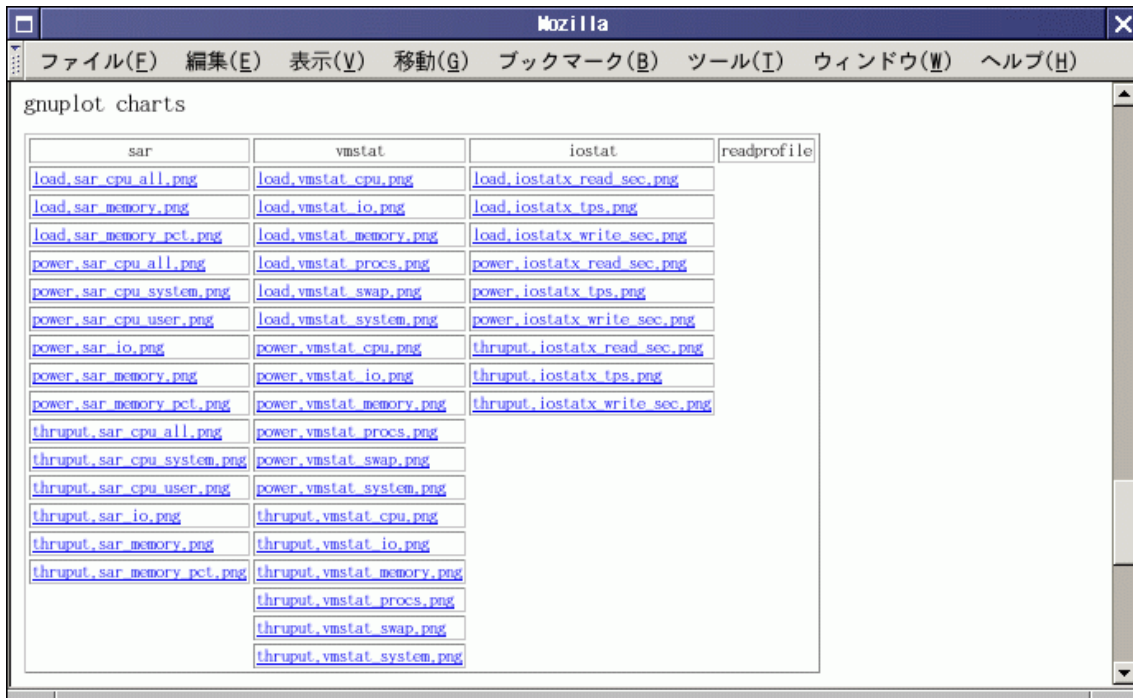 Mozilla
ファイル(F) 編集(E) 表示(V) 移動(G) ブックマーク(B) ツール(T) ウィンドウ(W) ヘルプ(H)
gnuplot charts
sar vmstat iostat readprofile
load.sar_cpu_all.png load.vmstat_cpu.png load.iostatx_read_sec.png
load.sar_memory.png load.vmstat_io.png load.iostatx_tps.png
load.sar_memory_pct.png load.vmstat_memory.png load.iostatx_write_sec.png
power.sar_cpu_all.png load.vmstat_procs.png power.iostatx_read_sec.png
power.sar_cpu_system.png load.vmstat_swap.png power.iostatx_tps.png
power.sar_cpu_user.png load.vmstat_system.png power.iostatx_write_sec.png
power.sar_io.png power.vmstat_cpu.png thruput.iostatx_read_sec.png
power.sar_memory.png power.vmstat_io.png thruput.iostatx_tps.png
power.sar_memory_pct.png power.vmstat_memory.png thruput.iostatx_write_sec.png
thruput.sar_cpu_all.png power.vmstat_procs.png
thruput.sar_cpu_system.png power.vmstat_swap.png
thruput.sar_cpu_user.png power.vmstat_system.png
thruput.sar_io.png thruput.vmstat_cpu.png
thruput.sar_memory.png thruput.vmstat_io.png
thruput.sar_memory_pct.png thruput.vmstat_memory.png
thruput.vmstat_procs.png
thruput.vmstat_swap.png
thruput.vmstat_system.png